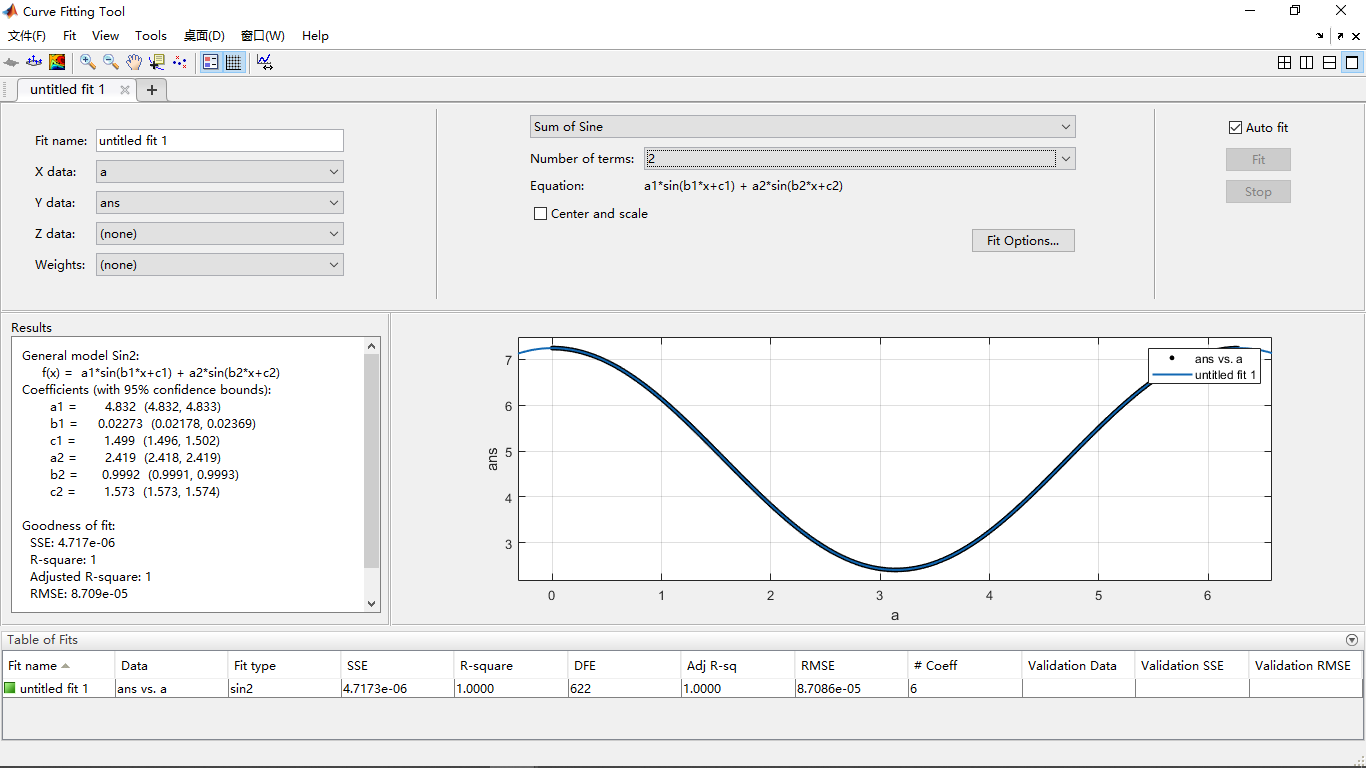 Curve Fitting Tool
文件(F) Fit View Tools 桌面(D) 窗口(W) Help
untitled fit 1
Fit name: untitled fit 1
X data: a
Y data: ans
Z data: (none)
Weights: (none)
Sum of Sine
Number of terms: 2
Equation: a1*sin(b1*x+c1) + a2*sin(b2*x+c2)
Center and scale
Fit Options...
Auto fit
Fit
Stop
Results
General model Sin2:
f(x) = a1*sin(b1*x+c1) + a2*sin(b2*x+c2)
Coefficients (with 95% confidence bounds):
a1 = 4.832 (4.832, 4.833)
b1 = 0.02273 (0.02178, 0.02369)
c1 = 1.499 (1.496, 1.502)
a2 = 2.419 (2.418, 2.419)
b2 = 0.9992 (0.9991, 0.9993)
c2 = 1.573 (1.573, 1.574)
Goodness of fit:
SSE: 4.717e-06
R-square: 1
Adjusted R-square: 1
RMSE: 8.709e-05
ans vs. a
untitled fit 1
7
6
5
4
3
ans
0 1 2 3 4 5 6
a
Table of Fits
Fit name Data Fit type SSE R-square DFE Adj R-sq RMSE # Coeff Validation Data Validation SSE Validation RMSE
untitled fit 1 ans vs. a sin2 4.7173e-06 1.0000 622 1.0000 8.7086e-05 6